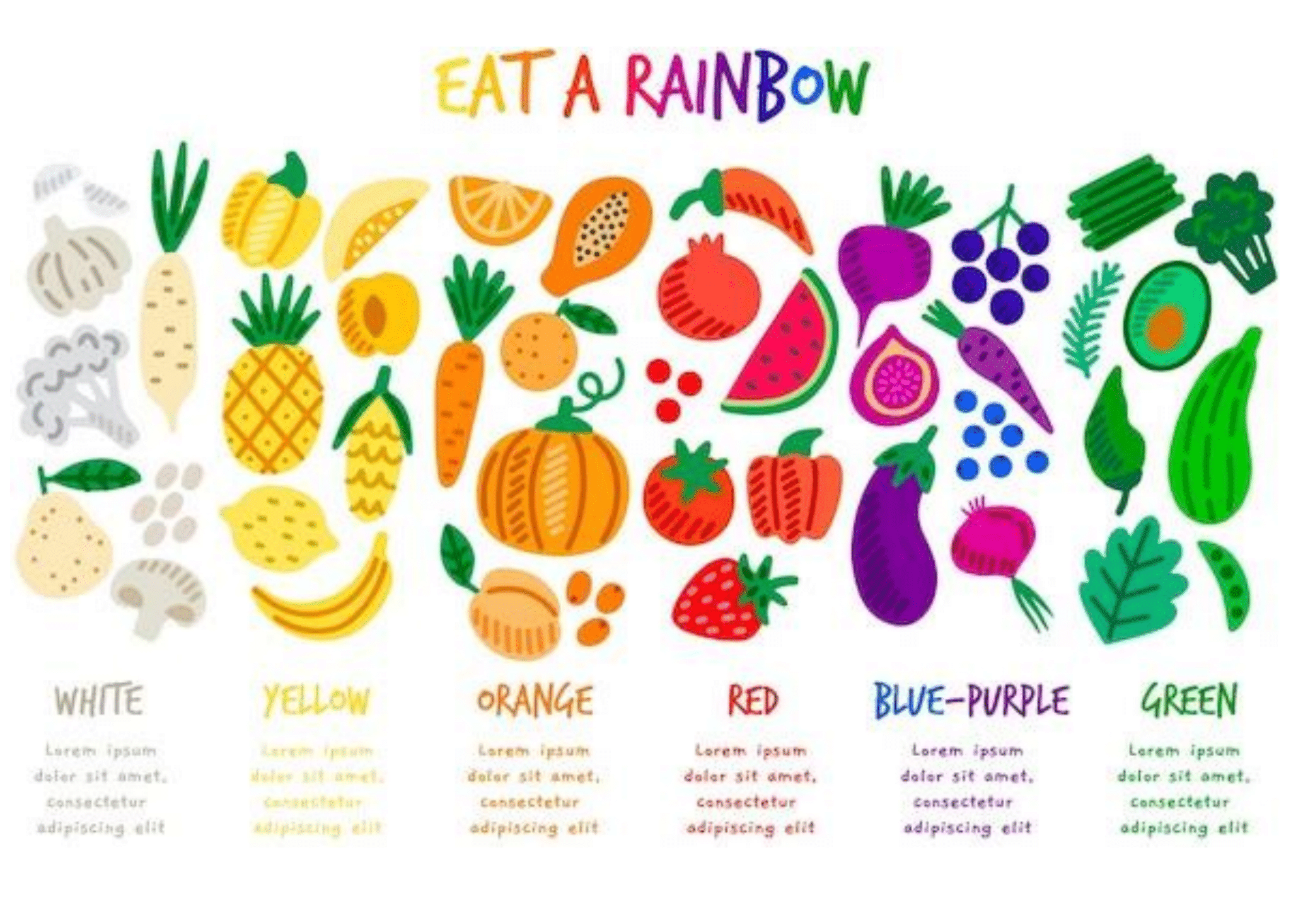 EAT A RAINBOW
WHITE
Lorem ipsum
dolor sit amet,
consectetur
adipiscing elit
YELLOW
Lorem ipsum
dolor sit amet,
consectetur
adipiscing elit
ORANGE
Lorem ipsum
dolor sit amet,
consectetur
adipiscing elit
RED
Lorem ipsum
dolor sit amet,
consectetur
adipiscing elit
BLUE-PURPLE
Lorem ipsum
dolor sit amet,
consectetur
adipiscing elit
GREEN
Lorem ipsum
dolor sit amet,
consectetur
adipiscing elit